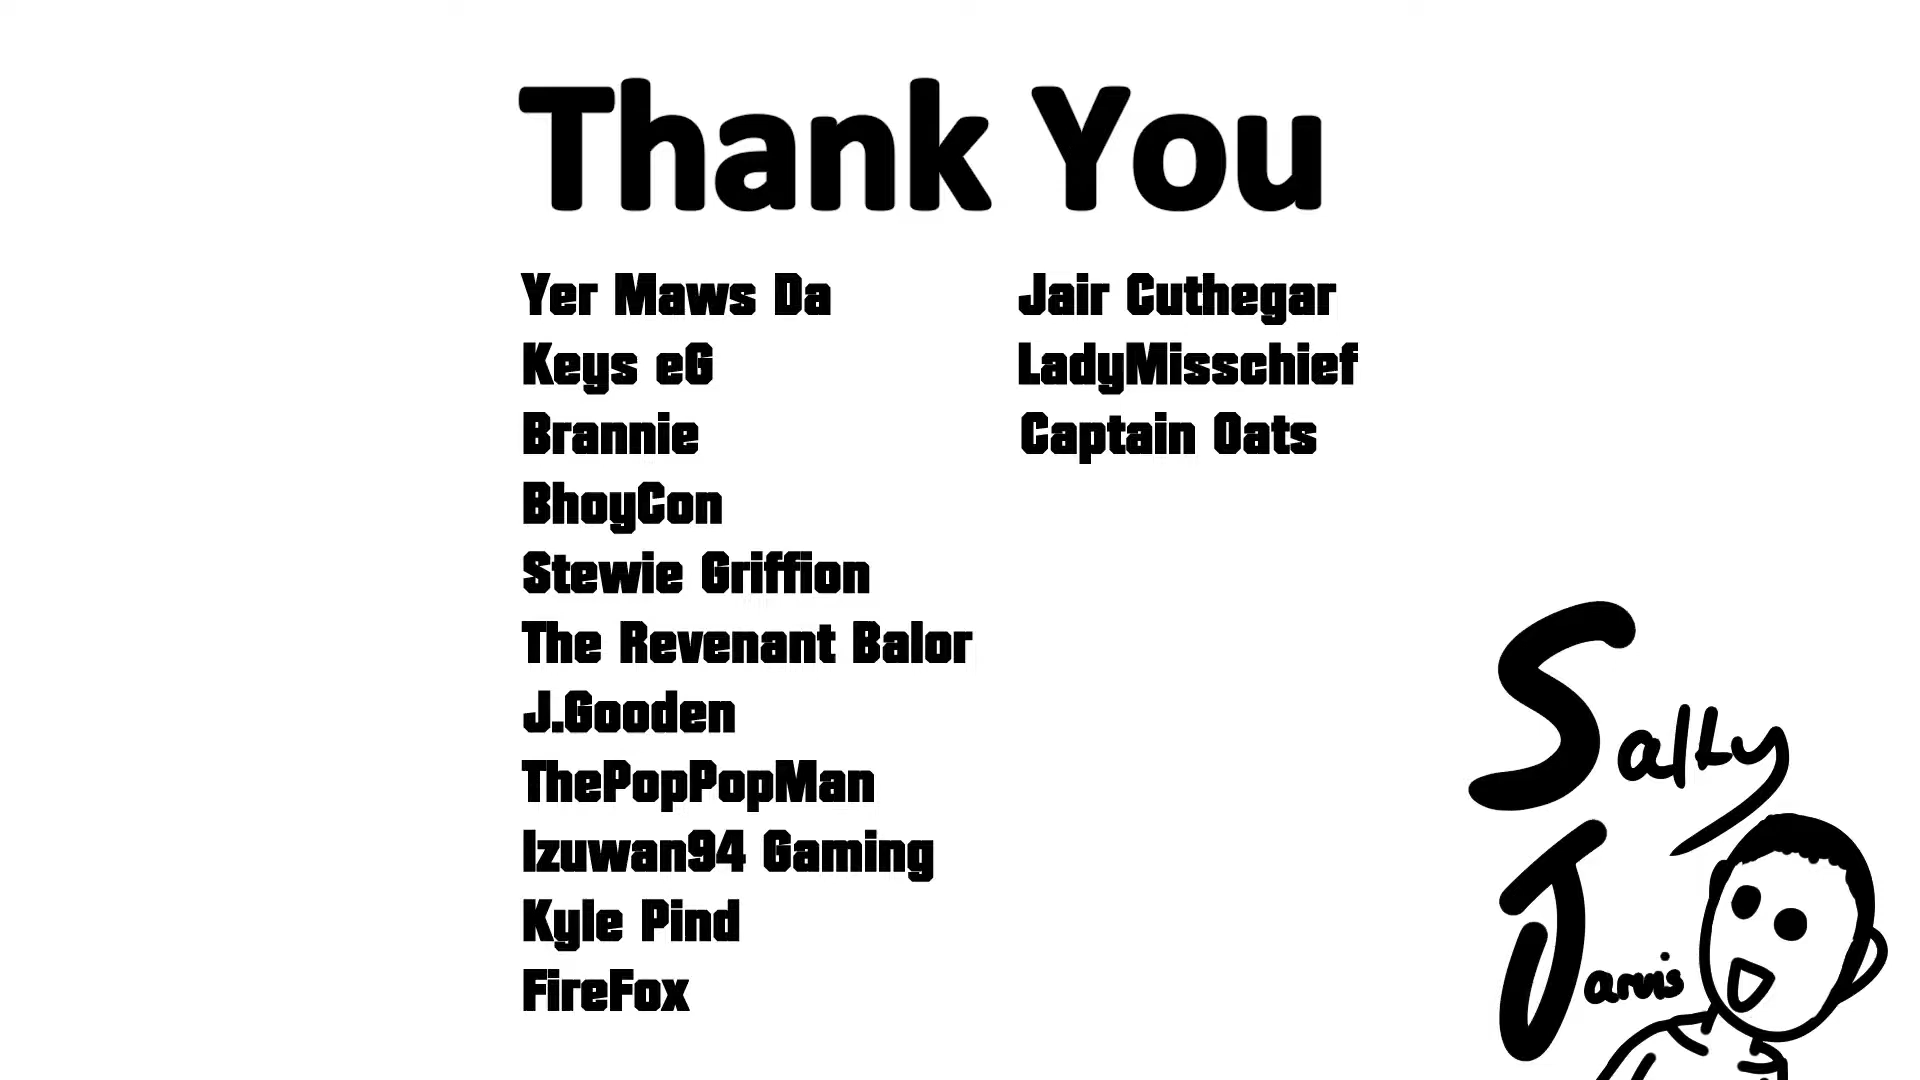 Thank You
Yer Maws Da
Keys eG
Brannie
BhoyCon
Stewie Griffion
The Revenant Balor
J.Gooden
ThePopPopMan
Izuwan94 Gaming
Kyle Pind
FireFox
Jair Cuthegar
LadyMisschief
Captain Oats
Sally
Jarvis